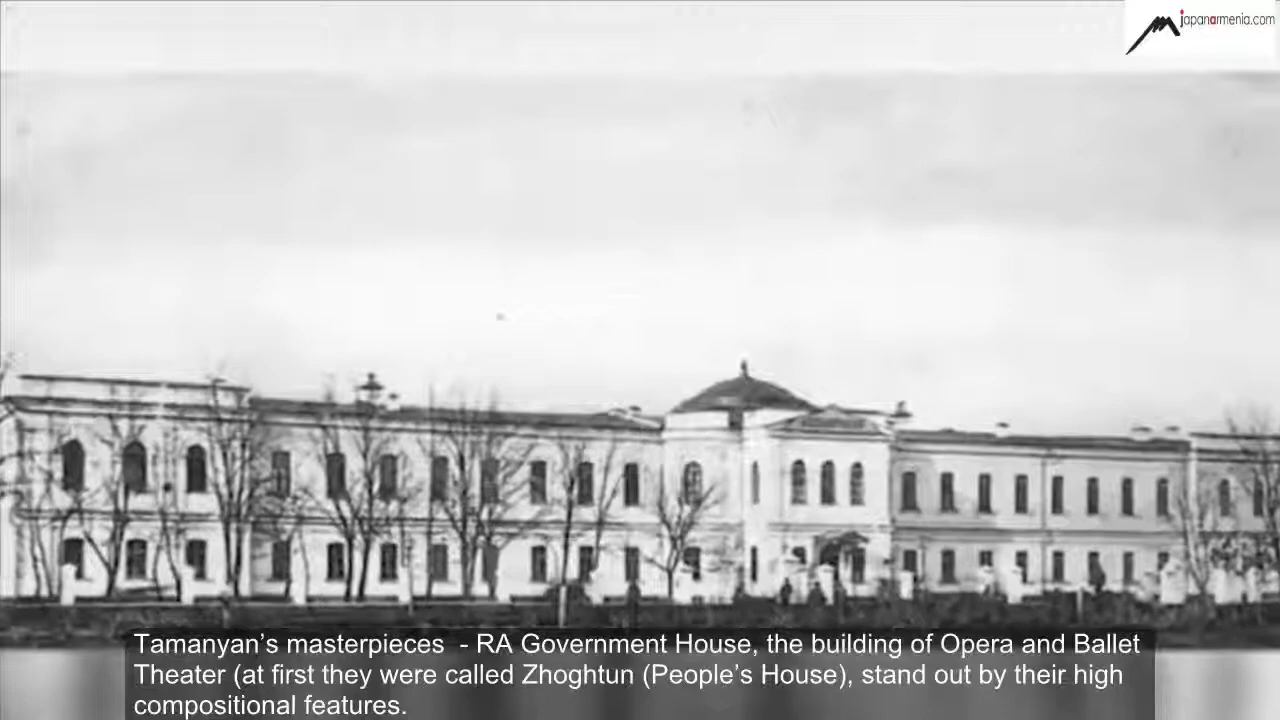 japanarmenia.com
Tamanyan’s masterpieces - RA Government House, the building of Opera and Ballet
Theater (at first they were called Zhoghtun (People’s House), stand out by their high
compositional features.